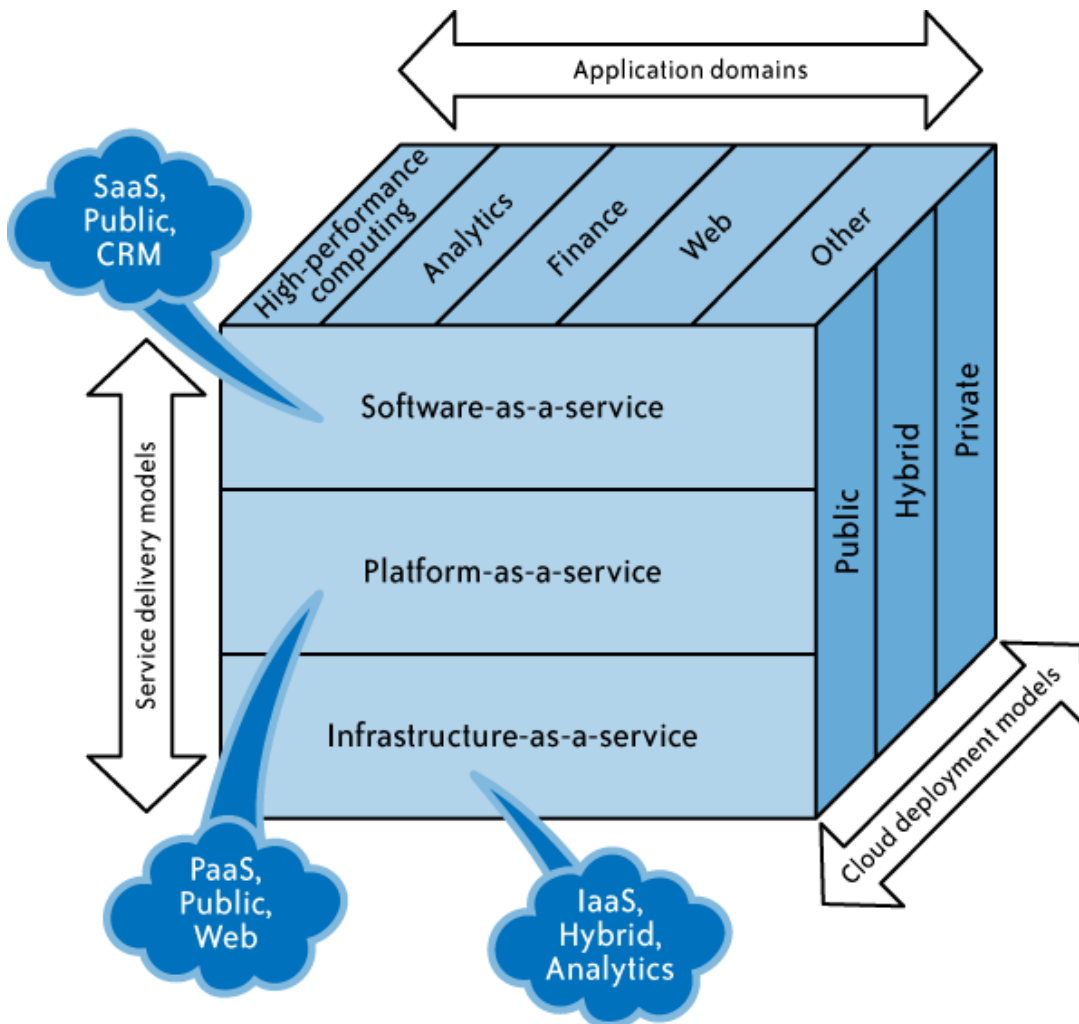 Application domains
High-performance
computing
Analytics
Finance
Web
Other
SaaS,
Public,
CRM
Service delivery models
Software-as-a-service
Platform-as-a-service
Infrastructure-as-a-service
Public
Hybrid
Private
Cloud deployment models
PaaS,
Public,
Web
IaaS,
Hybrid,
Analytics